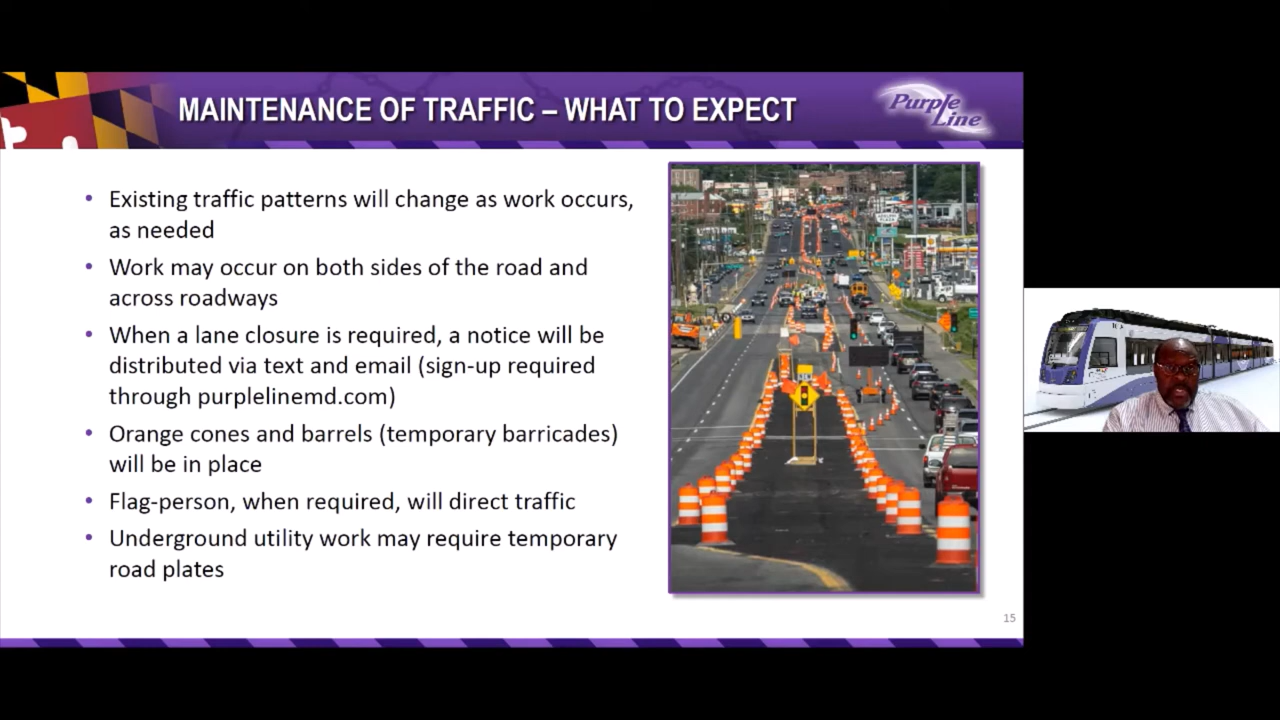 MAINTENANCE OF TRAFFIC – WHAT TO EXPECT
Purple
Line
• Existing traffic patterns will change as work occurs,
as needed
• Work may occur on both sides of the road and
across roadways
• When a lane closure is required, a notice will be
distributed via text and email (sign-up required
through purplelinemd.com)
• Orange cones and barrels (temporary barricades)
will be in place
• Flag-person, when required, will direct traffic
• Underground utility work may require temporary
road plates
15